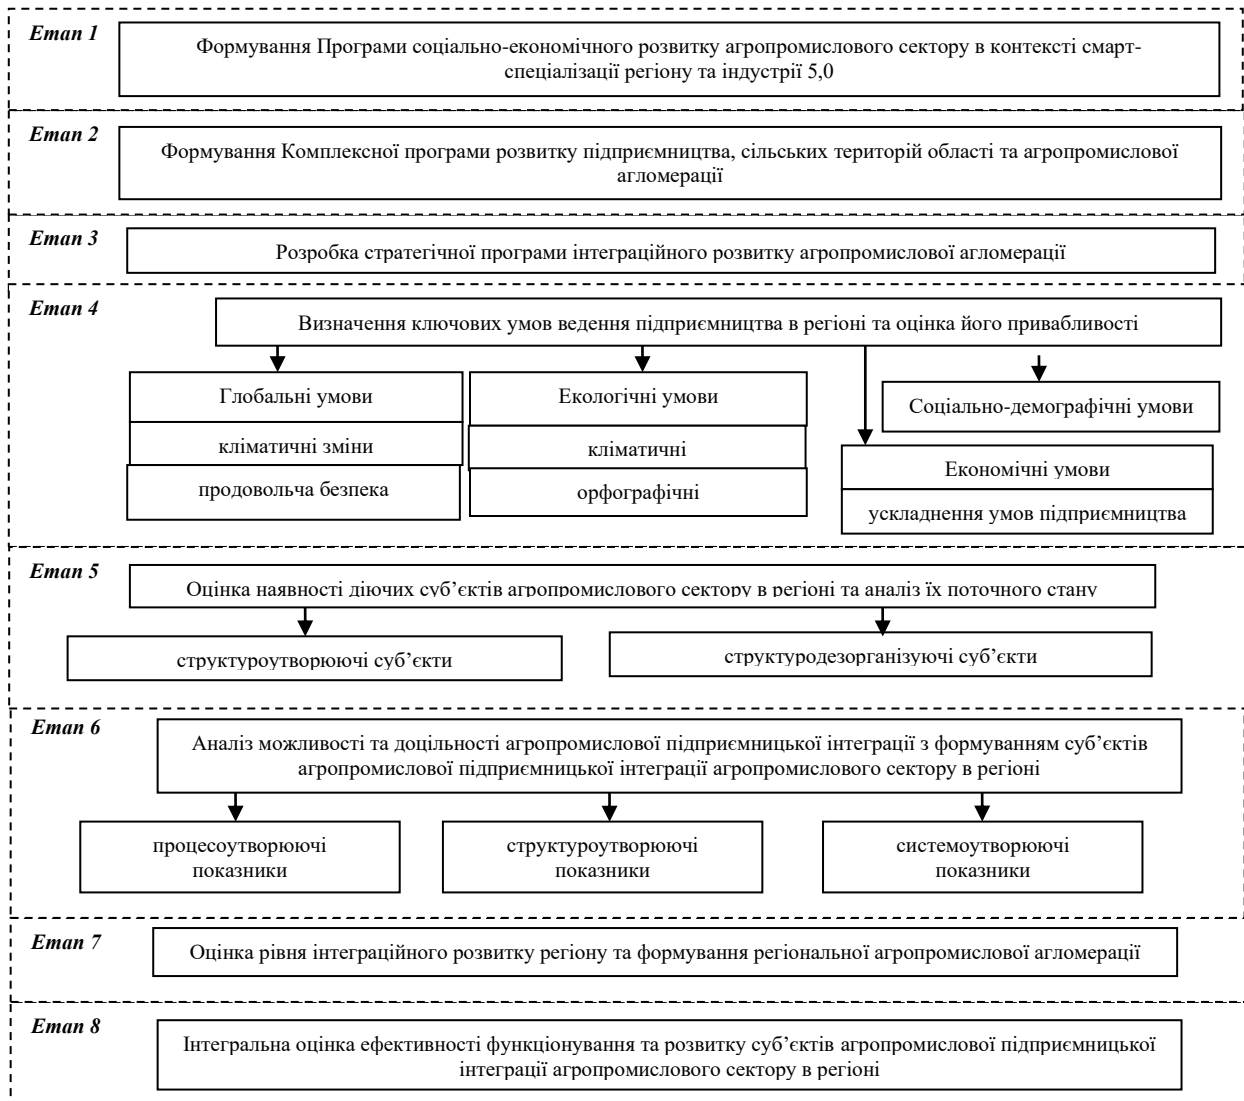 Етап 1
Формування Програми соціально-економічного розвитку агропромислового сектору в контексті смарт-
спеціалізації регіону та індустрії 5,0
Етап 2
Формування Комплексної програми розвитку підприємництва, сільських територій області та агропромислової
агломерації
Етап 3
Розробка стратегічної програми інтеграційного розвитку агропромислової агломерації
Етап 4
Визначення ключових умов ведення підприємництва в регіоні та оцінка його привабливості
Глобальні умови
кліматичні зміни
продовольча безпека
Екологічні умови
кліматичні
орфографічні
Соціально-демографічні умови
Економічні умови
ускладнення умов підприємництва
Етап 5
Оцінка наявності діючих суб’єктів агропромислового сектору в регіоні та аналіз їх поточного стану
структуроутворюючі суб’єкти
структуродезорганізуючі суб’єкти
Етап 6
Аналіз можливості та доцільності агропромислової підприємницької інтеграції з формуванням суб’єктів
агропромислової підприємницької інтеграції агропромислового сектору в регіоні
процесоутворюючі
показники
структуроутворюючі
показники
системоутворюючі
показники
Етап 7
Оцінка рівня інтеграційного розвитку регіону та формування регіональної агропромислової агломерації
Етап 8
Інтегральна оцінка ефективності функціонування та розвитку суб’єктів агропромислової підприємницької
інтеграції агропромислового сектору в регіоні